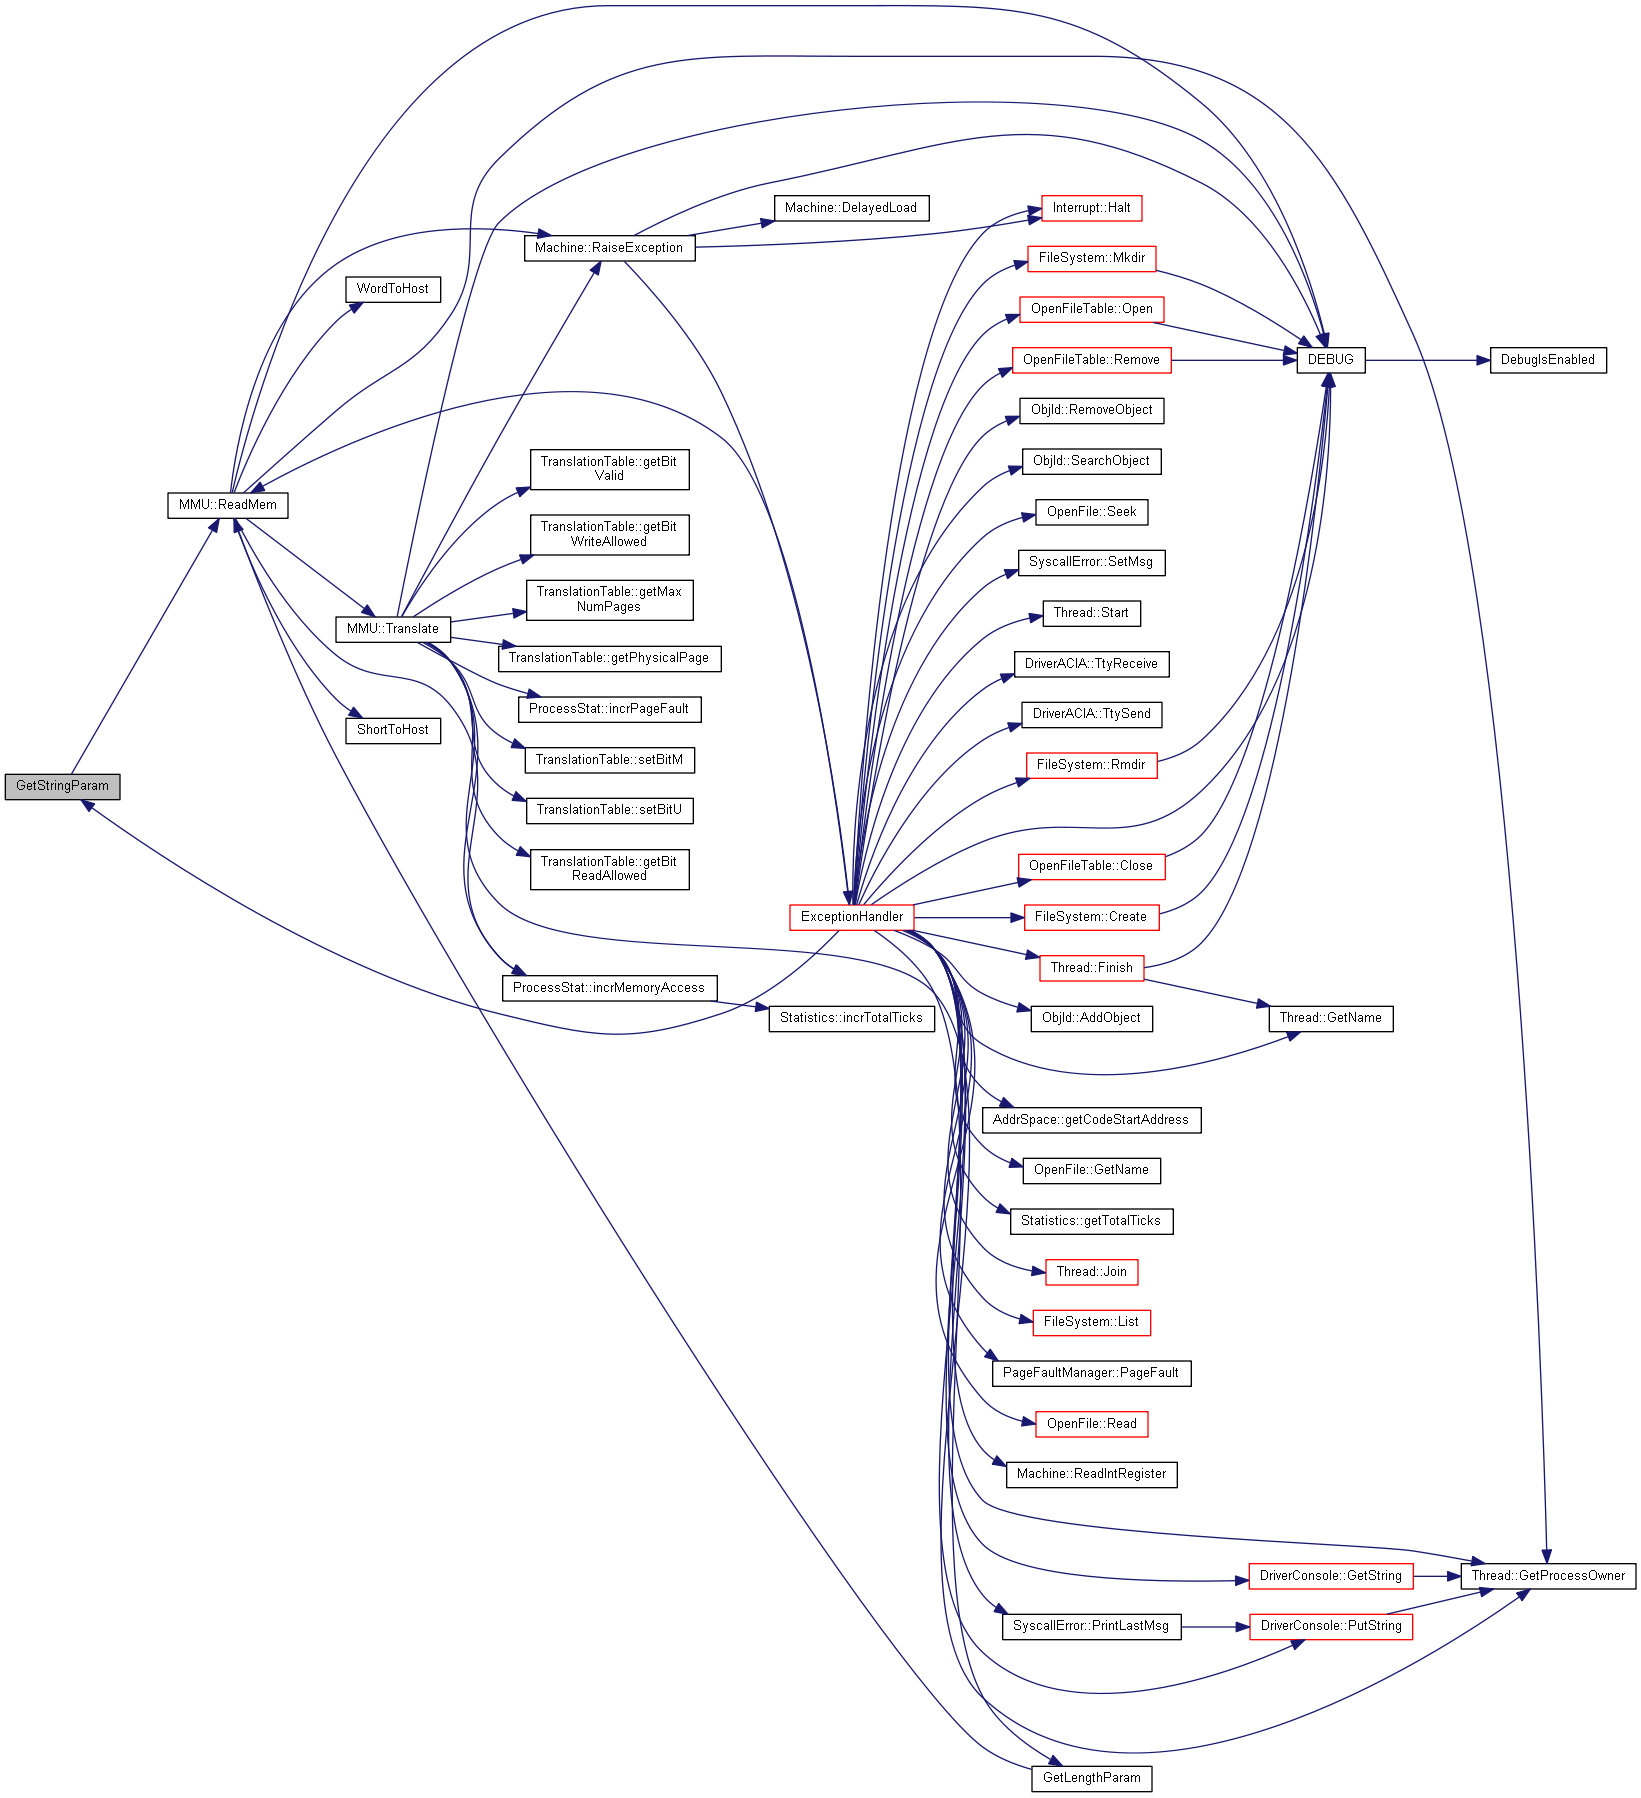 GetStringParam
MMU::ReadMem
WordToHost
MMU::Translate
ShortToHost
Machine::RaiseException
TranslationTable::getBit
Valid
TranslationTable::getBit
WriteAllowed
TranslationTable::getMax
NumPages
TranslationTable::getPhysicalPage
ProcessStat::incrPageFault
TranslationTable::setBitM
TranslationTable::setBitU
TranslationTable::getBit
ReadAllowed
ProcessStat::incrMemoryAccess
Machine::DelayedLoad
ExceptionHandler
Statistics::incrTotalTicks
Interrupt::Halt
FileSystem::Mkdir
OpenFileTable::Open
OpenFileTable::Remove
ObjId::RemoveObject
ObjId::SearchObject
OpenFile::Seek
SyscallError::SetMsg
Thread::Start
DriverACIA::TtyReceive
DriverACIA::TtySend
FileSystem::Rmdir
OpenFileTable::Close
FileSystem::Create
Thread::Finish
ObjId::AddObject
AddrSpace::getCodeStartAddress
OpenFile::GetName
Statistics::getTotalTicks
Thread::Join
FileSystem::List
PageFaultManager::PageFault
OpenFile::Read
Machine::ReadIntRegister
SyscallError::PrintLastMsg
GetLengthParam
DEBUG
DebugIsEnabled
Thread::GetName
DriverConsole::GetString
DriverConsole::PutString
Thread::GetProcessOwner